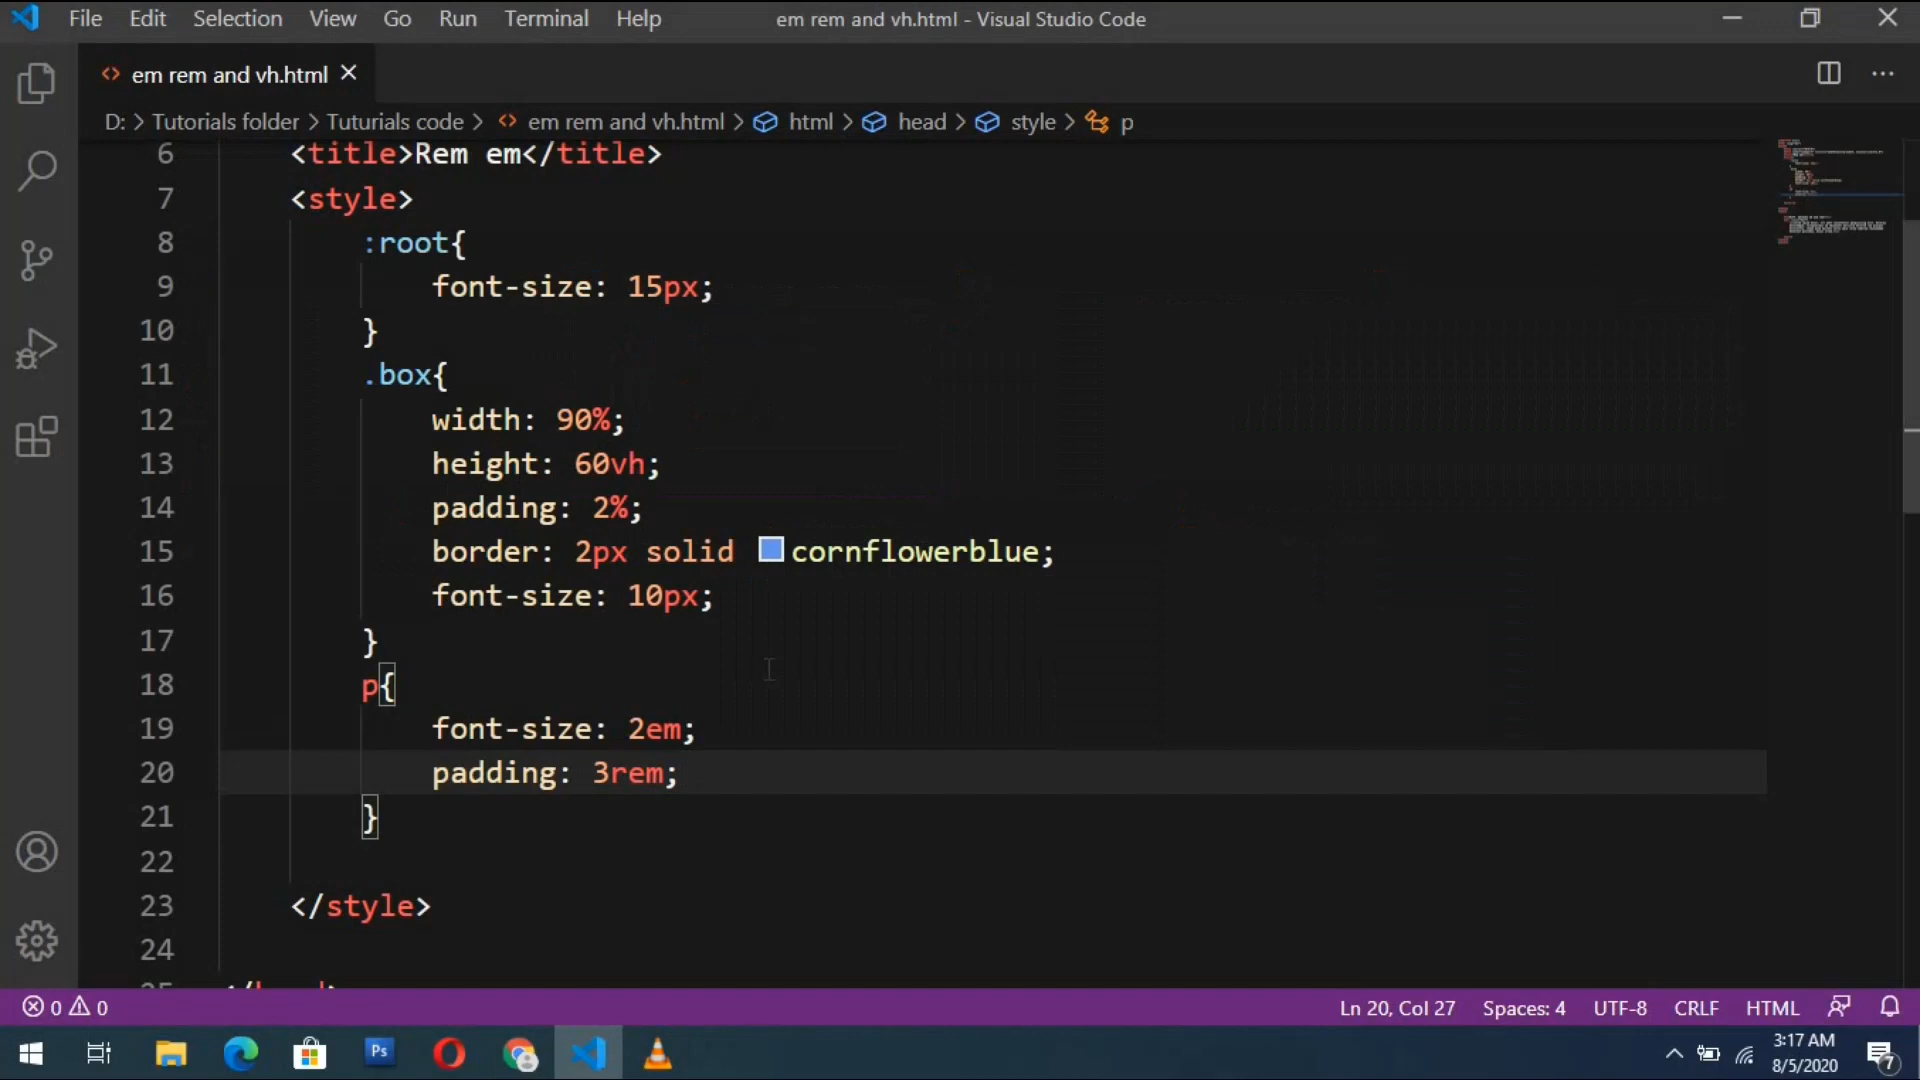 File Edit Selection View Go Run Terminal Help em rem and vh.html - Visual Studio Code
em rem and vh.html
D: > Tutorials folder > Tuturials code > em rem and vh.html > html > head > style > p
6 <title>Rem em</title>
7 <style>
8 :root{
9 font-size: 15px;
10 }
11 .box{
12 width: 90%;
13 height: 60vh;
14 padding: 2%;
15 border: 2px solid cornflowerblue;
16 font-size: 10px;
17 }
18 p{
19 font-size: 2em;
20 padding: 3rem;
21 }
22
23 </style>
24
0 0 Ln 20, Col 27 Spaces: 4 UTF-8 CRLF HTML
Ps
3:17 AM
8/5/2020
7